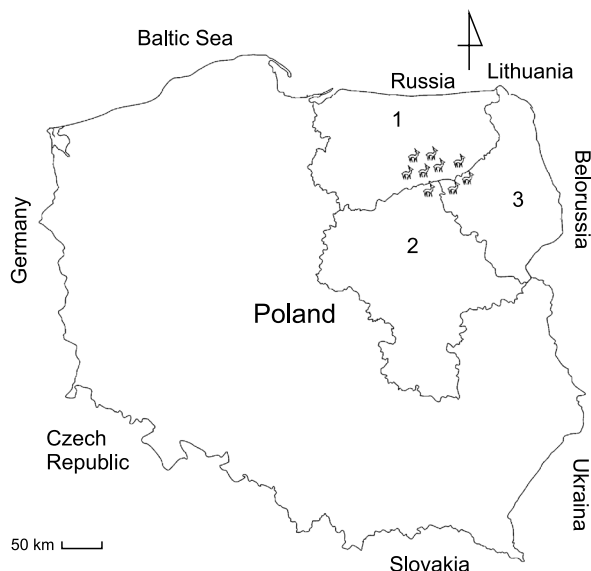 Baltic Sea
Russia
Lithuania
1
Belorussia
3
Germany
2
Poland
Czech
Republic
Ukraina
50 km
Slovakia